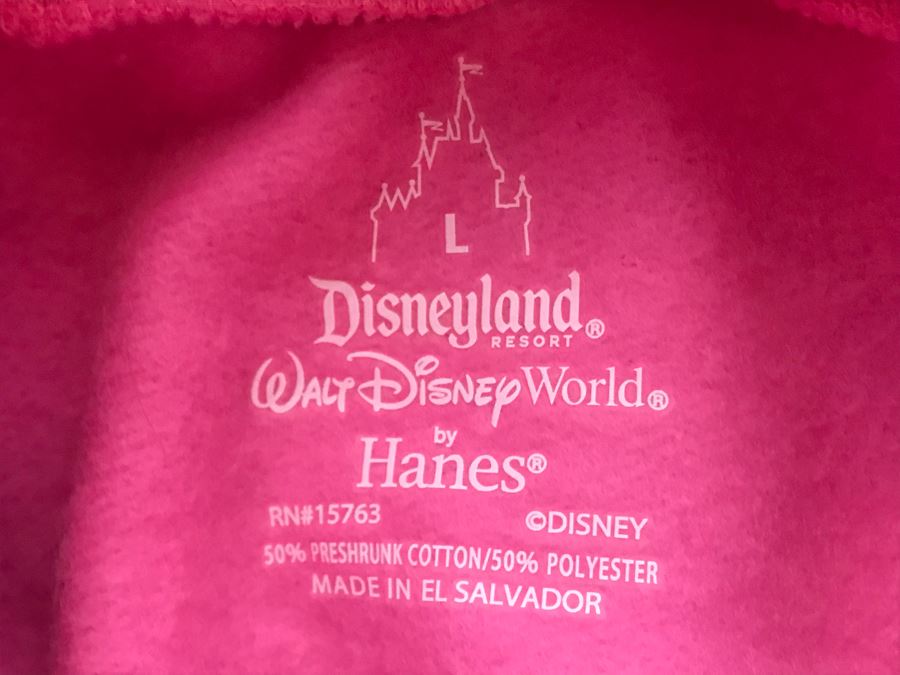 L
Disneyland®
RESORT
Walt Disney World®
by
Hanes®
RN#15763 ©DISNEY
50% PRESHRUNK COTTON/50% POLYESTER
MADE IN EL SALVADOR